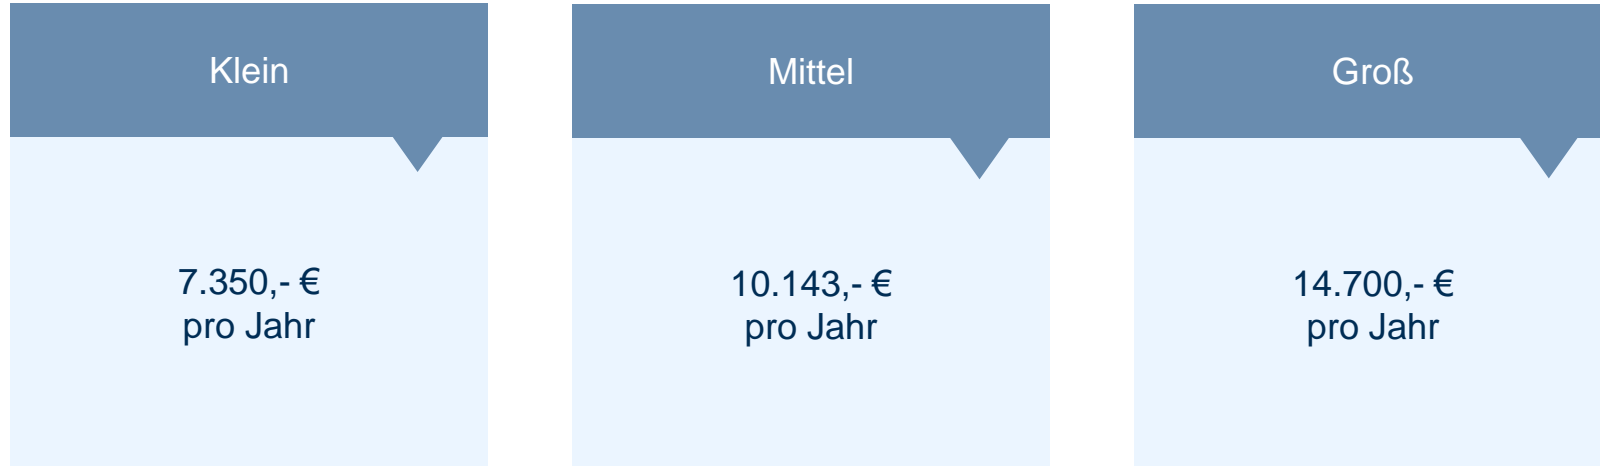 Klein
7.350,- €
pro Jahr
Mittel
10.143,- €
pro Jahr
Groß
14.700,- €
pro Jahr